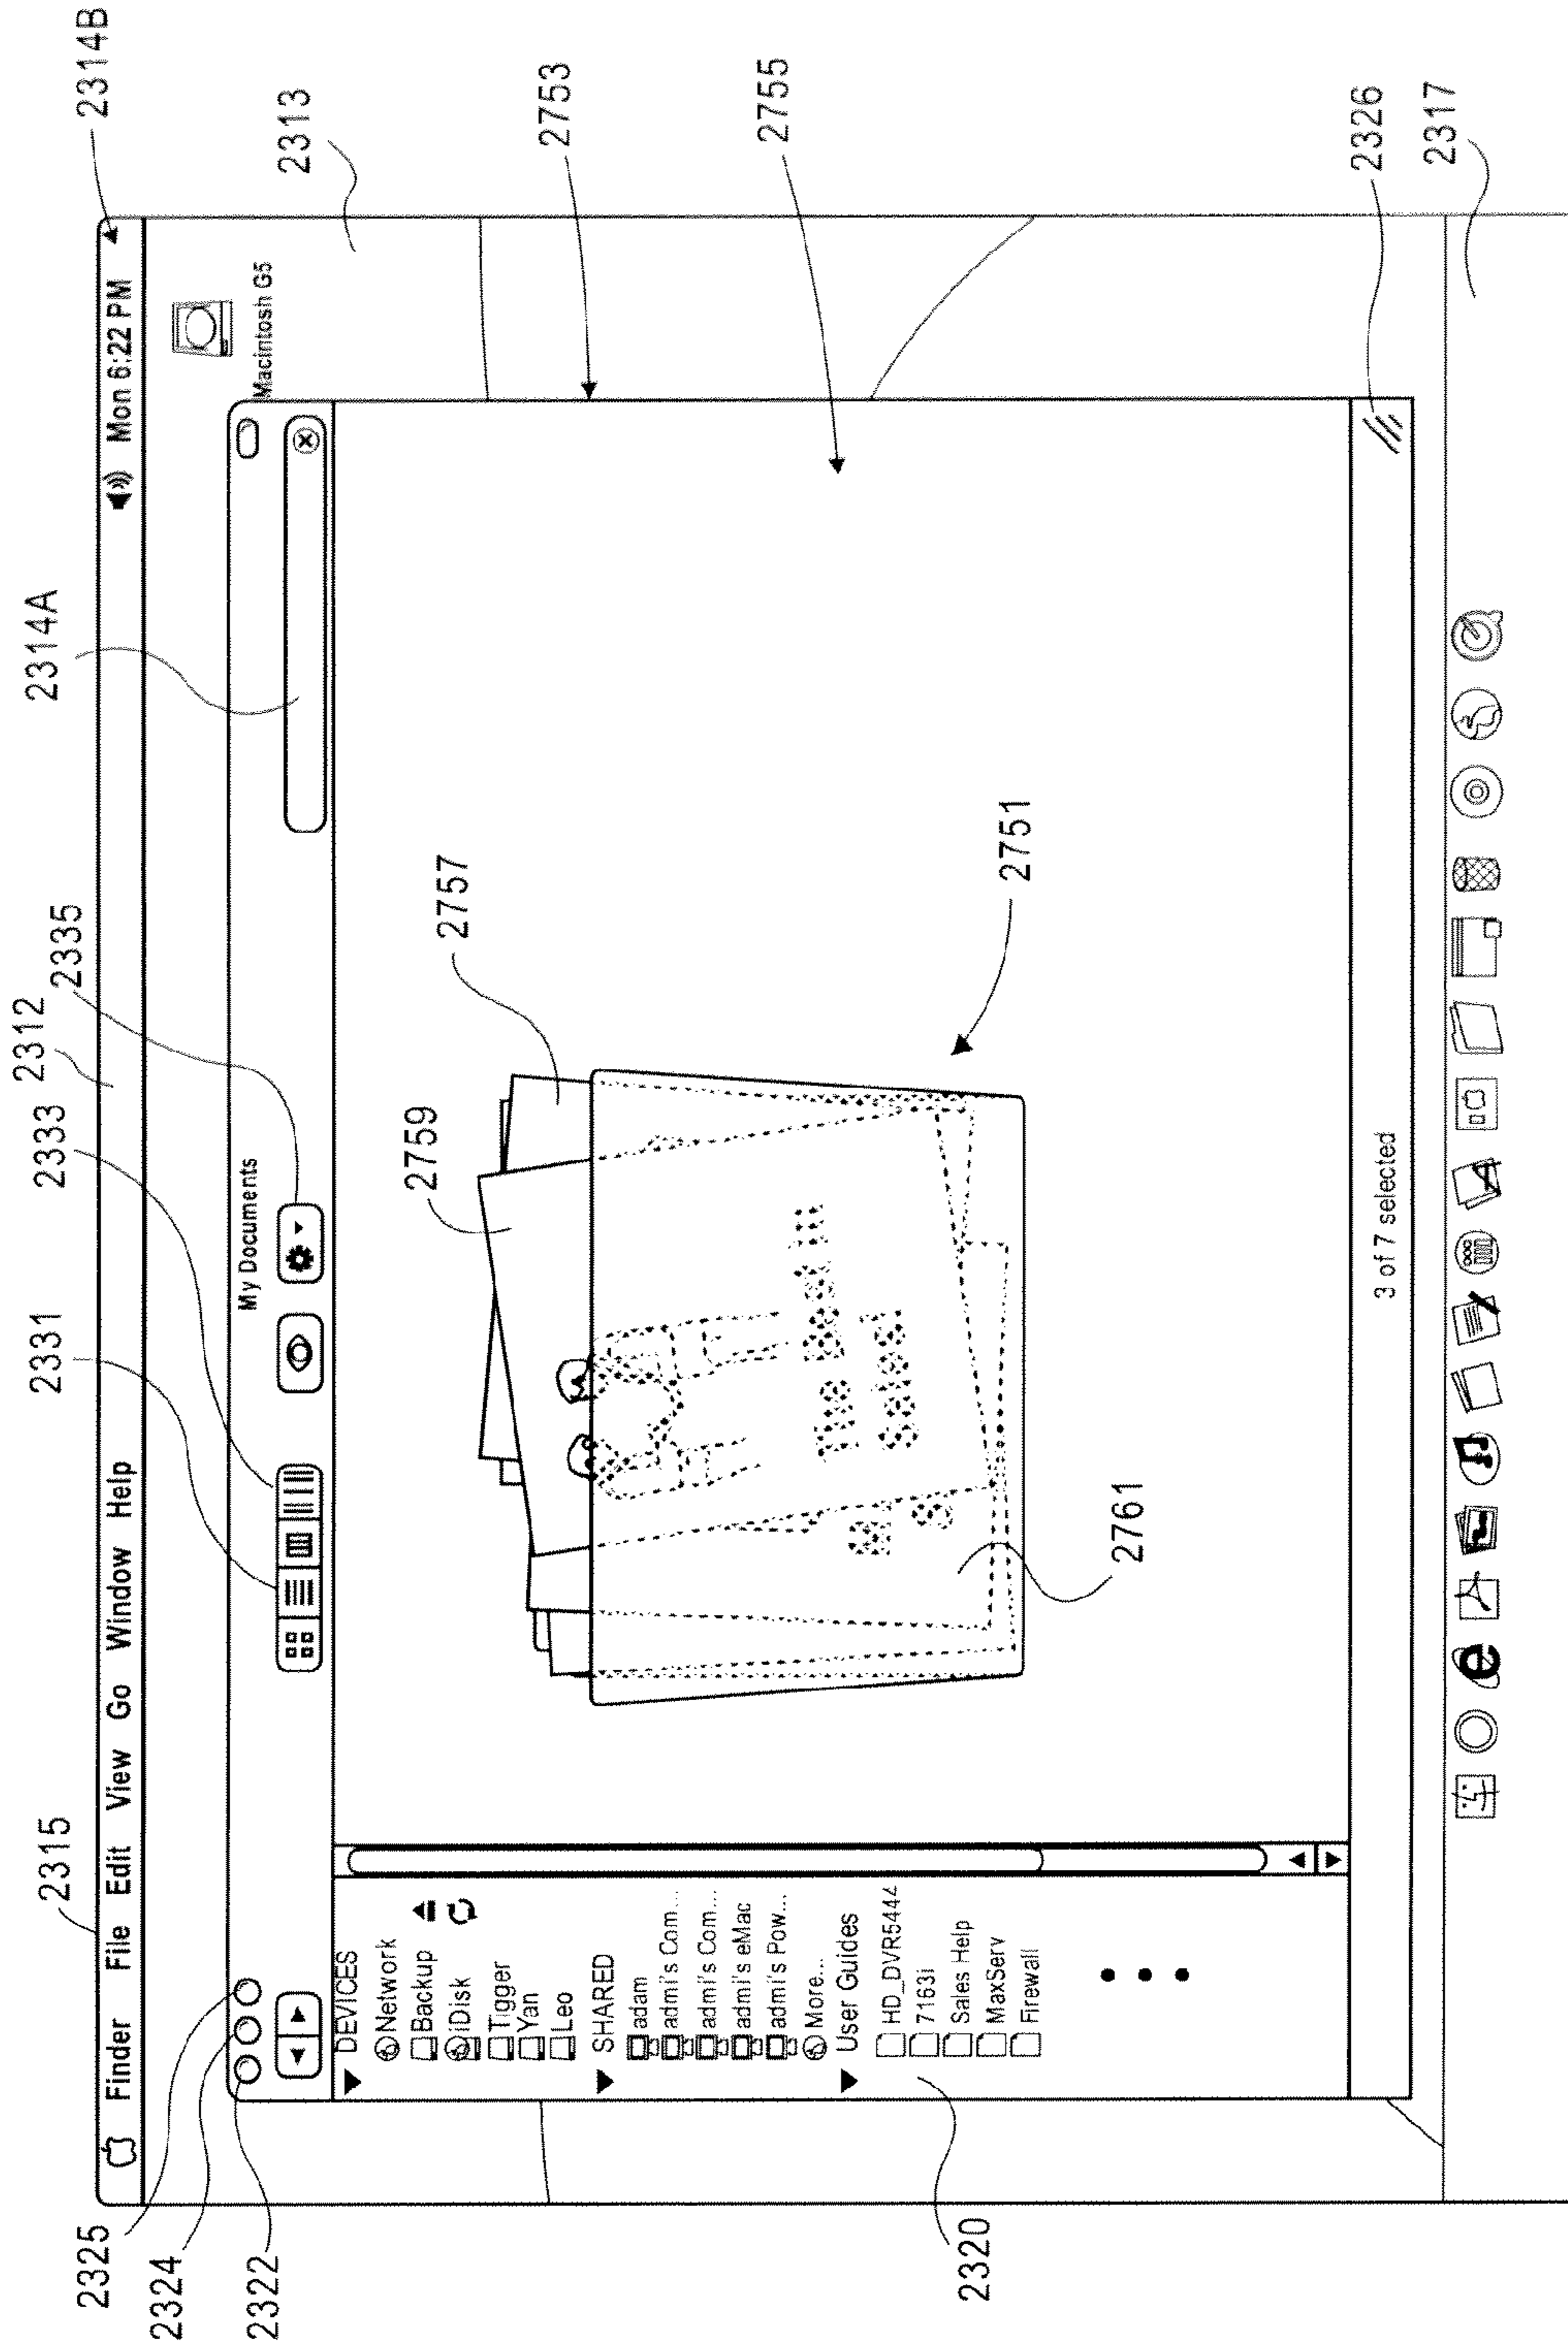 2315
2331
2333
2312
2335
2314A
2314B
Finder File Edit View Go Window Help
Mon 6:22 PM
2325
2324
2322
My Documents
Macintosh G5
2313
DEVICES
Network
Backup
iDisk
Tigger
Yan
Leo
SHARED
adam
admi's Com...
admi's Com...
admi's eMac
admi's Pow...
More...
User Guides
HD_DVR5444
7163i
Sales Help
MaxServ
Firewall
2320
2759
2757
2751
2761
2753
2755
3 of 7 selected
2326
2317